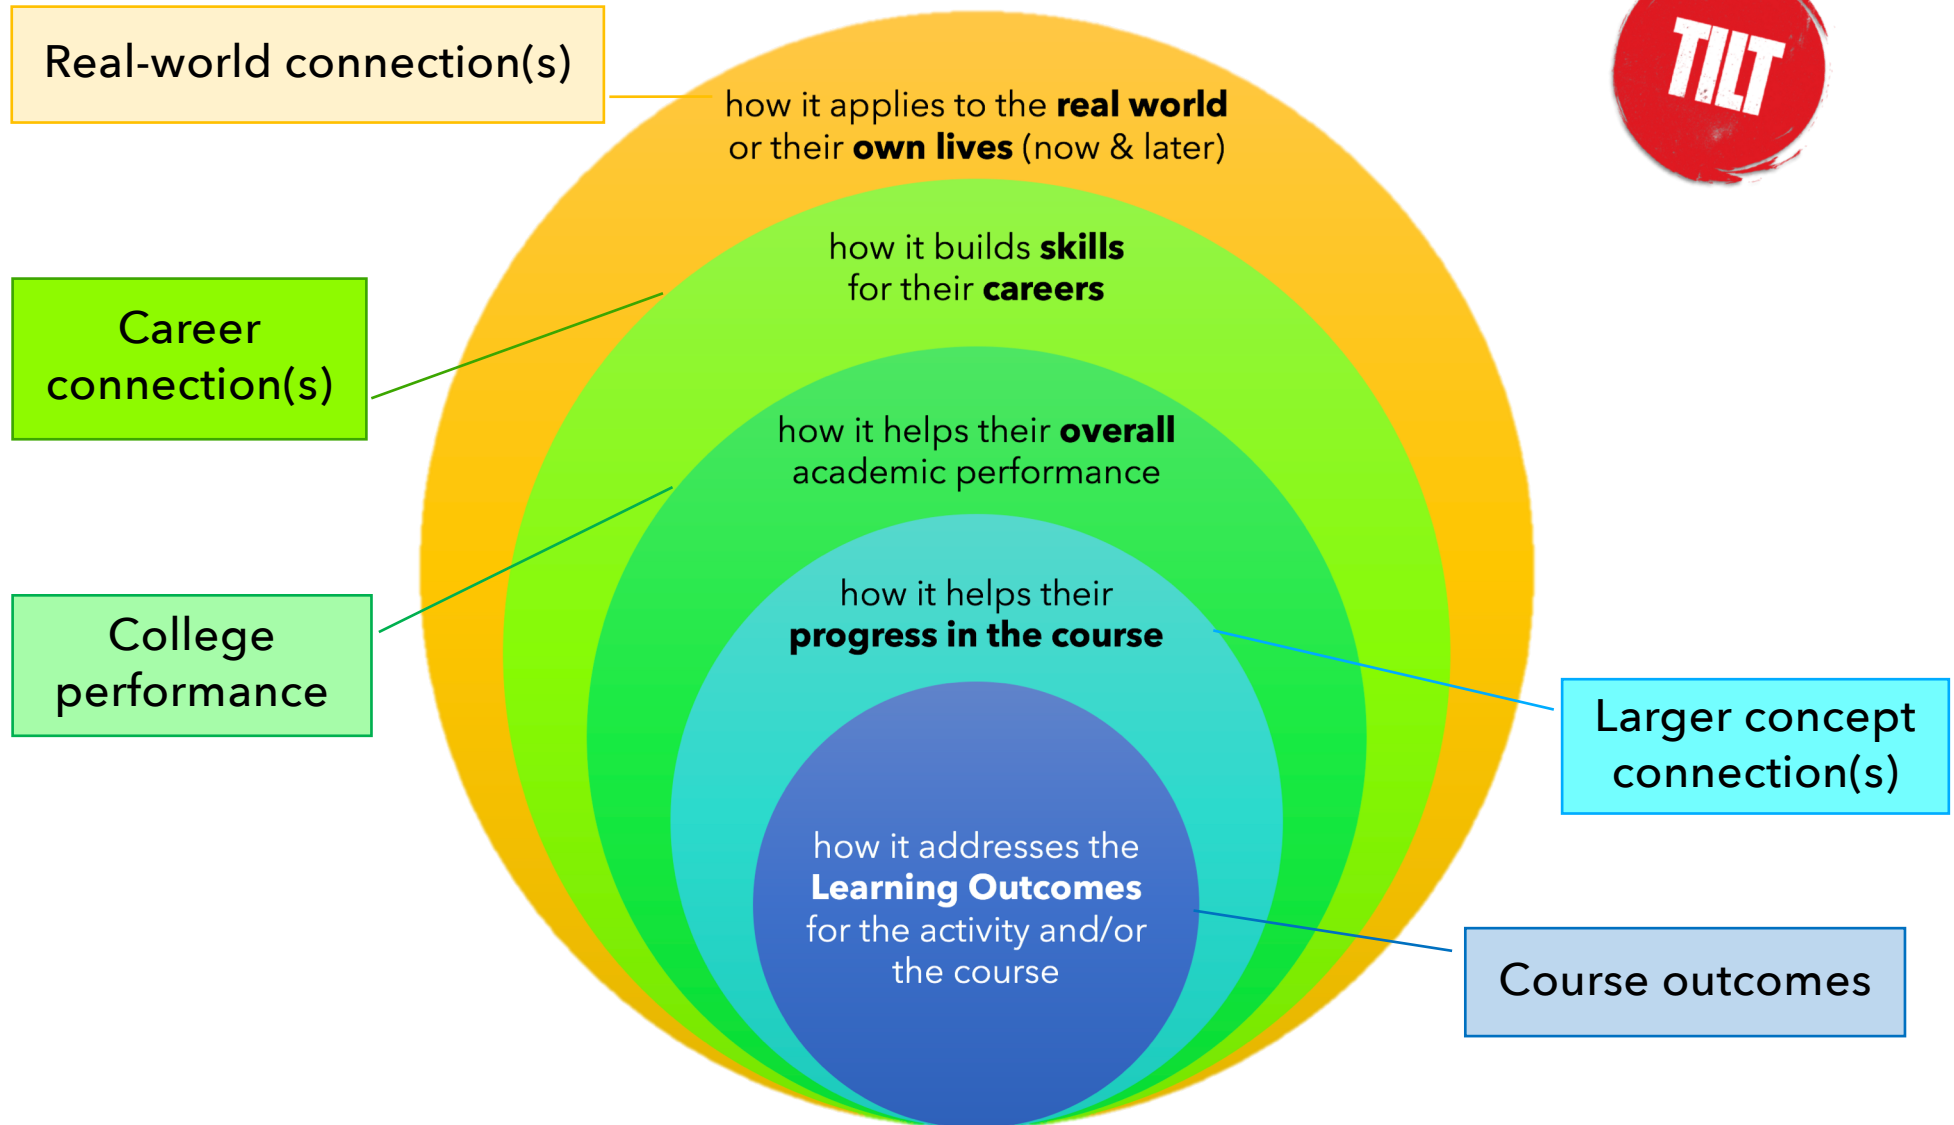 Real-world connection(s)
TILT
how it applies to the real world
or their own lives (now & later)
how it builds skills
for their careers
Career
connection(s)
how it helps their overall
academic performance
College
performance
how it helps their
progress in the course
Larger concept
connection(s)
how it addresses the
Learning Outcomes
for the activity and/or
the course
Course outcomes